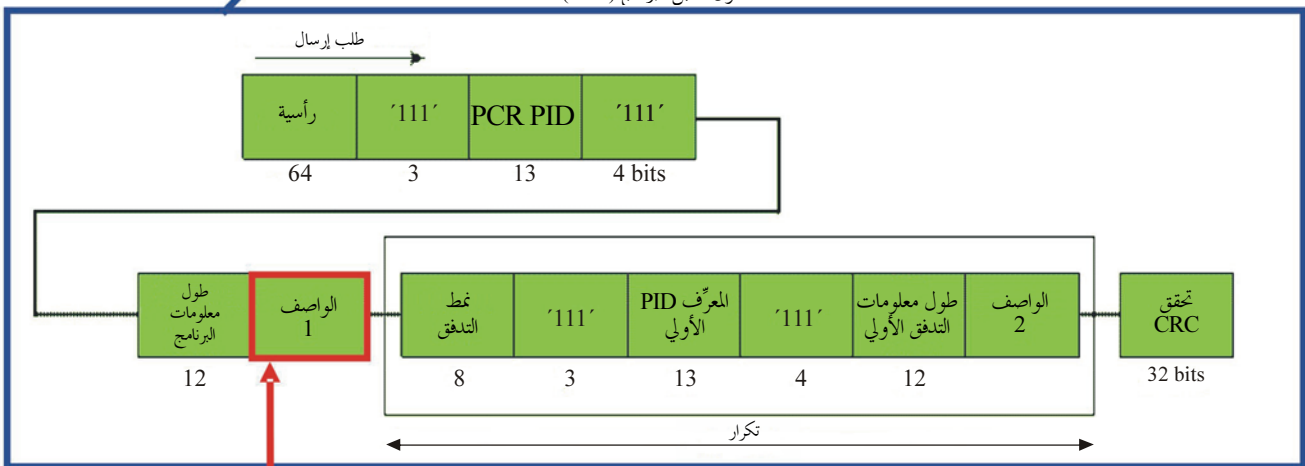 طلب إرسال
رأسية
´111´
PCR PID
´111´
64
3
13
4 bits
طول
معلومات
البرنامج
الواصف
1
نمط
التدفق
´111´
المعرِّف PID
الأولي
´111´
طول معلومات
التدفق الأولي
الواصف
2
تحقق
CRC
12
8
3
13
4
12
32 bits
تكرار